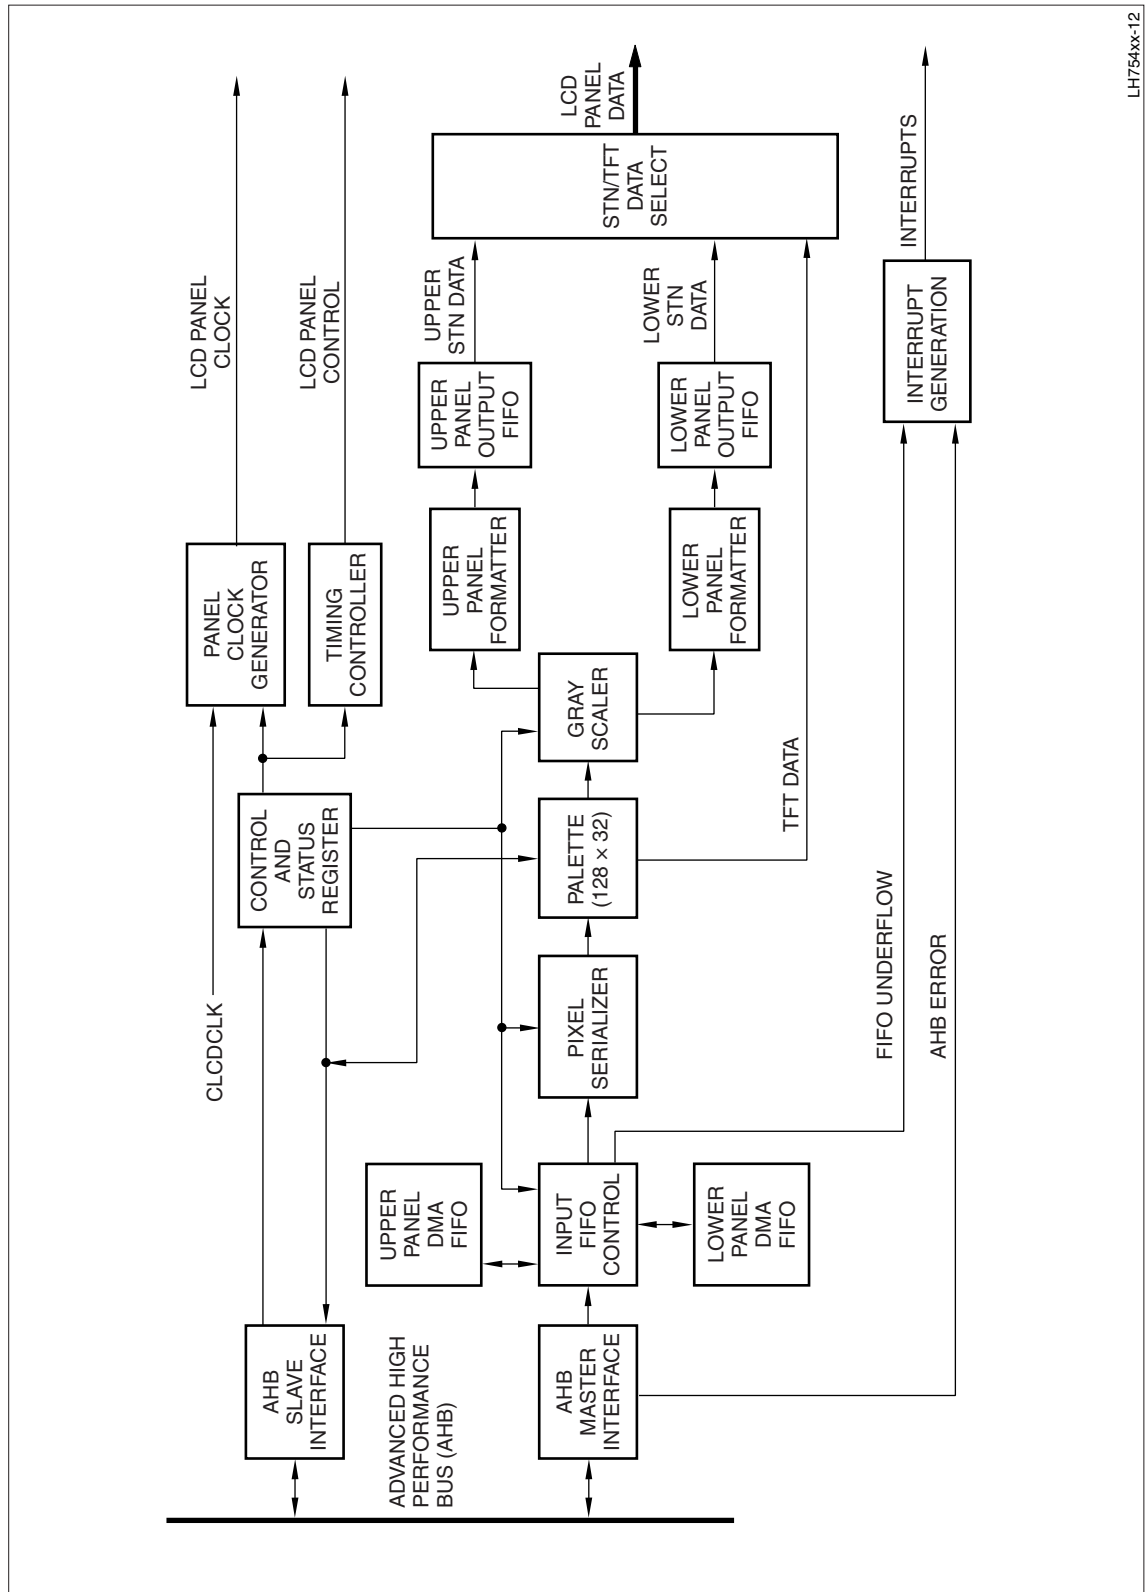 ADVANCED HIGH
PERFORMANCE
BUS (AHB)
AHB
SLAVE
INTERFACE
AHB
MASTER
INTERFACE
UPPER
PANEL
DMA
FIFO
INPUT
FIFO
CONTROL
LOWER
PANEL
DMA
FIFO
CLCDCLK
CONTROL
AND
STATUS
REGISTER
PIXEL
SERIALIZER
PALETTE
(128 × 32)
GRAY
SCALER
PANEL
CLOCK
GENERATOR
TIMING
CONTROLLER
UPPER
PANEL
FORMATTER
LOWER
PANEL
FORMATTER
UPPER
PANEL
OUTPUT
FIFO
LOWER
PANEL
OUTPUT
FIFO
TFT DATA
FIFO UNDERFLOW
AHB ERROR
LCD PANEL
CLOCK
LCD PANEL
CONTROL
UPPER
STN DATA
LOWER
STN
DATA
STN/TFT
DATA
SELECT
INTERRUPT
GENERATION
LCD
PANEL
DATA
INTERRUPTS
LH754xx-12